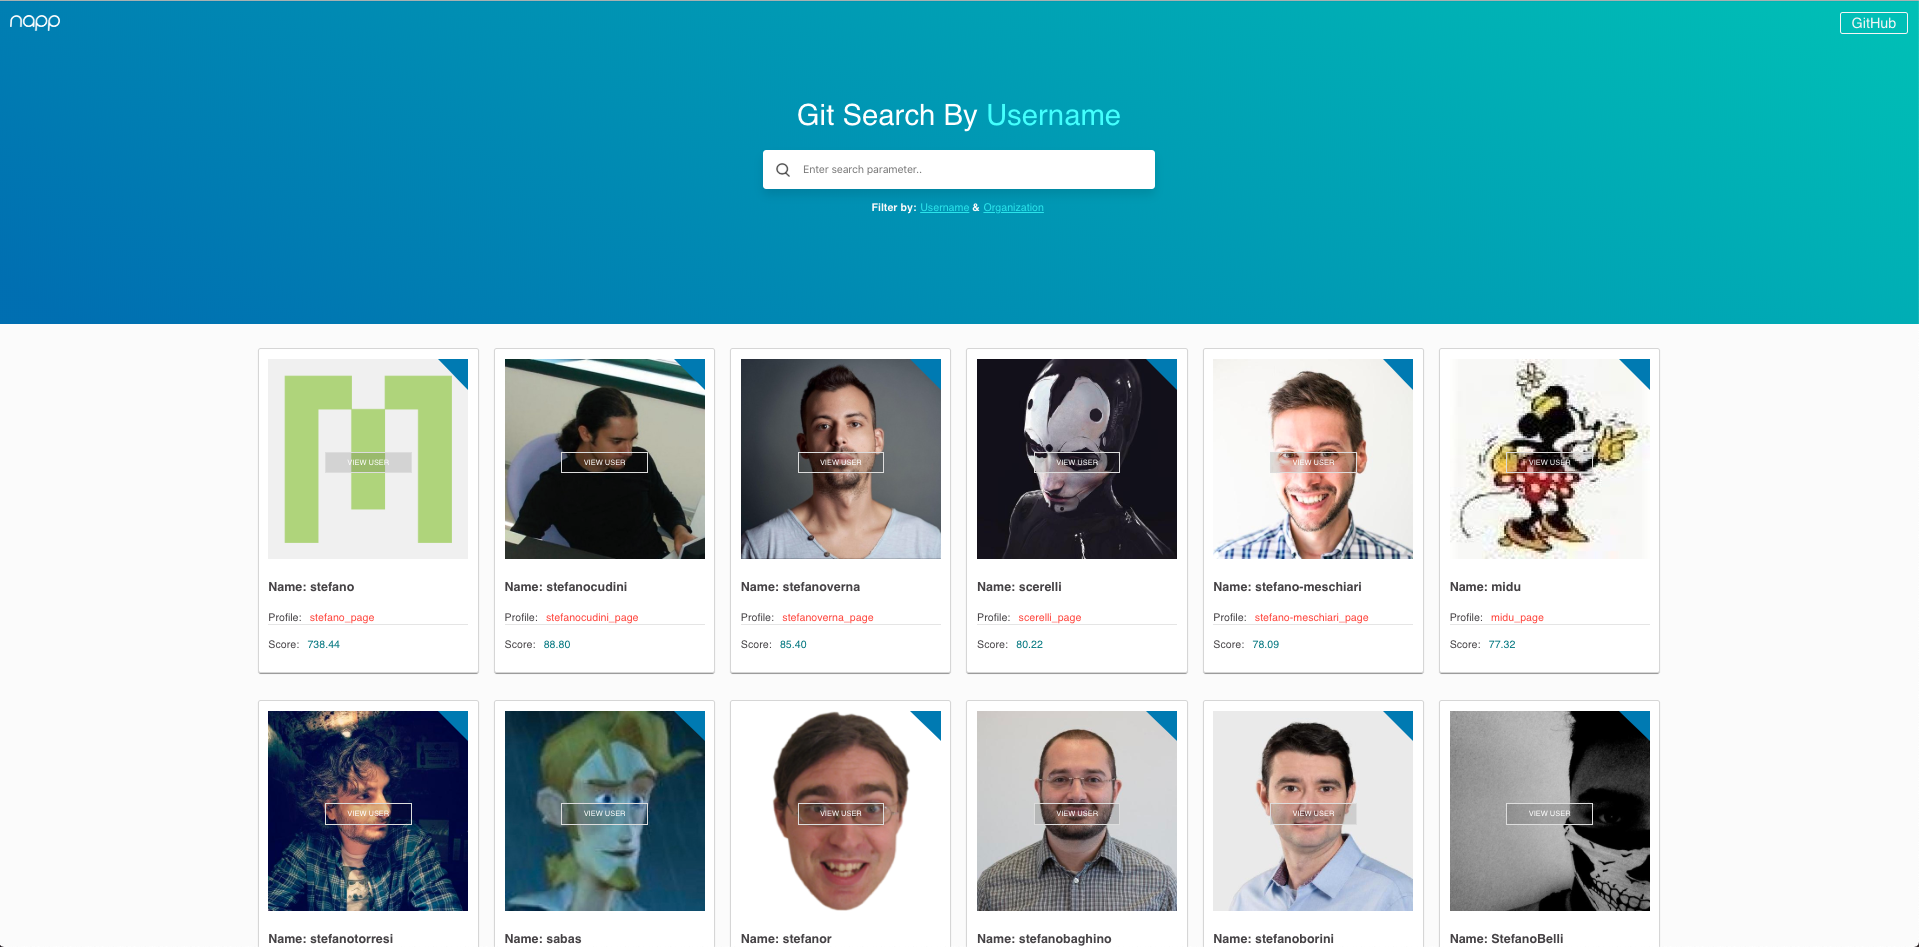 napp
GitHub
Git Search By Username
Enter search parameter..
Filter by: Username & Organization
VIEW USER VIEW USER VIEW USER VIEW USER VIEW USER VIEW USER
Name: stefano Name: stefanocudini Name: stefanoverna Name: scerelli Name: stefano-meschiari Name: midu
Profile: stefano_page Profile: stefanocudini_page Profile: stefanoverna_page Profile: scerelli_page Profile: stefano-meschiari_page Profile: midu_page
Score: 738.44 Score: 88.80 Score: 85.40 Score: 80.22 Score: 78.09 Score: 77.32
VIEW USER VIEW USER VIEW USER VIEW USER VIEW USER VIEW USER
Name: stefanotorresi Name: sabas Name: stefanor Name: stefanobaghino Name: stefanoborini Name: StefanoBelli